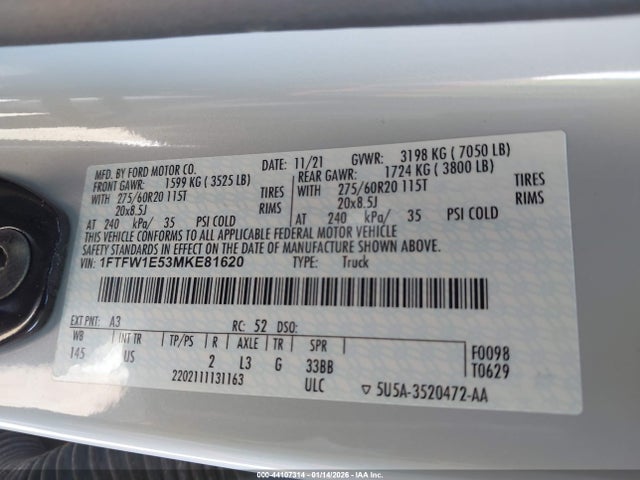 MFD. BY FORD MOTOR CO. DATE: 11/21 GVWR: 3198 KG ( 7050 LB)
FRONT GAWR: 1599 KG ( 3525 LB) REAR GAWR: 1724 KG ( 3800 LB)
275/60R20 115T TIRES 275/60R20 115T TIRES
WITH 20x8.5J RIMS WITH 20x8.5J RIMS
AT 240 kPa/ 35 PSI COLD AT 240 kPa/ 35 PSI COLD
THIS VEHICLE CONFORMS TO ALL APPLICABLE FEDERAL MOTOR VEHICLE
SAFETY STANDARDS IN EFFECT ON THE DATE OF MANUFACTURE SHOWN ABOVE.
VIN: 1FTFW1E53MKE81620 TYPE: Truck
EXT PNT: A3 RC: 52 DSO:
WB INT TR TP/PS R AXLE TR SPR F0098
145 US 2 L3 G 33BB T0629
2202111131163 ULC ▽ 5U5A-3520472-AA
44107314 - 01/14/2026 - IAA Inc.